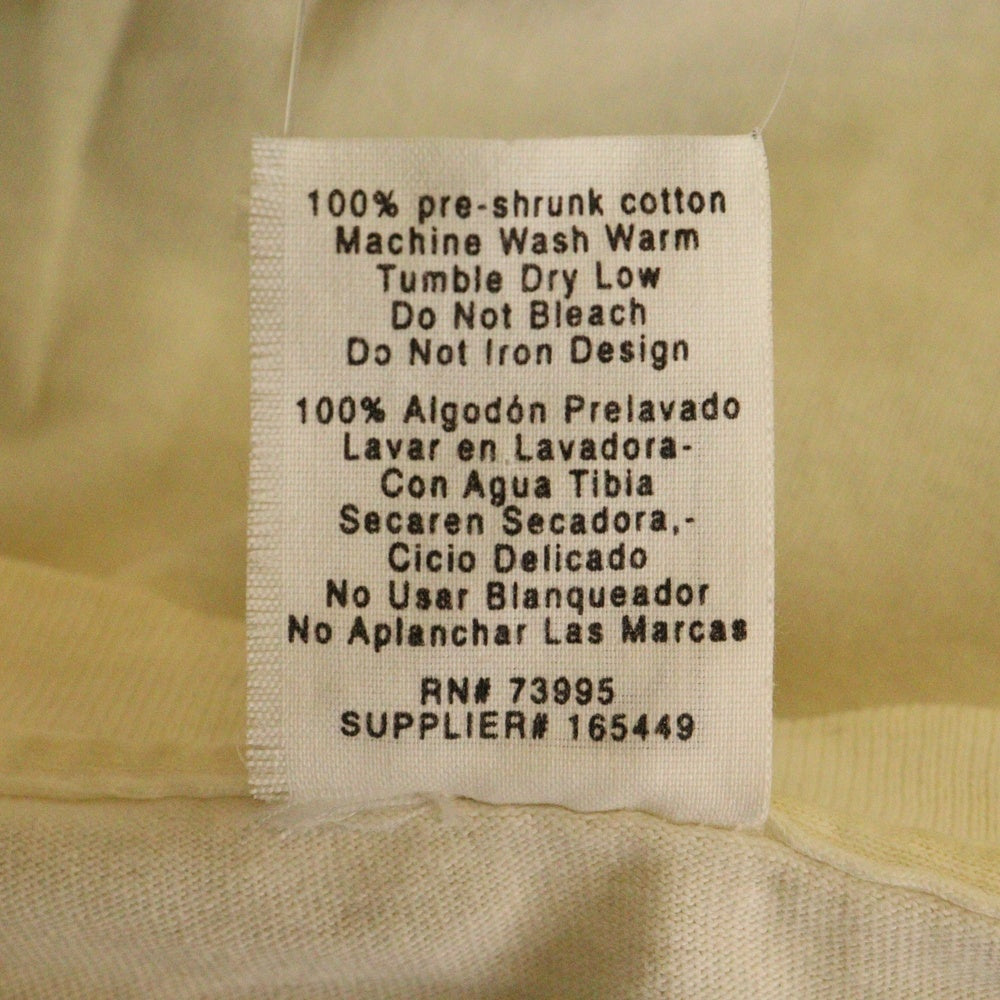 100% pre-shrunk cotton
Machine Wash Warm
Tumble Dry Low
Do Not Bleach
Do Not Iron Design
100% Algodón Prelavado
Lavar en Lavadora-
Con Agua Tibia
Secaren Secadora,-
Cicio Delicado
No Usar Blanqueador
No Aplanchar Las Marcas
RN# 73995
SUPPLIER# 165449